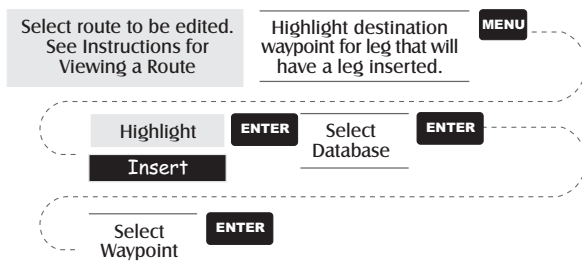 Select route to be edited.
See Instructions for
Viewing a Route
Highlight destination
waypoint for leg that will
have a leg inserted.
MENU
Highlight
Insert
ENTER
Select
Database
ENTER
Select
Waypoint
ENTER